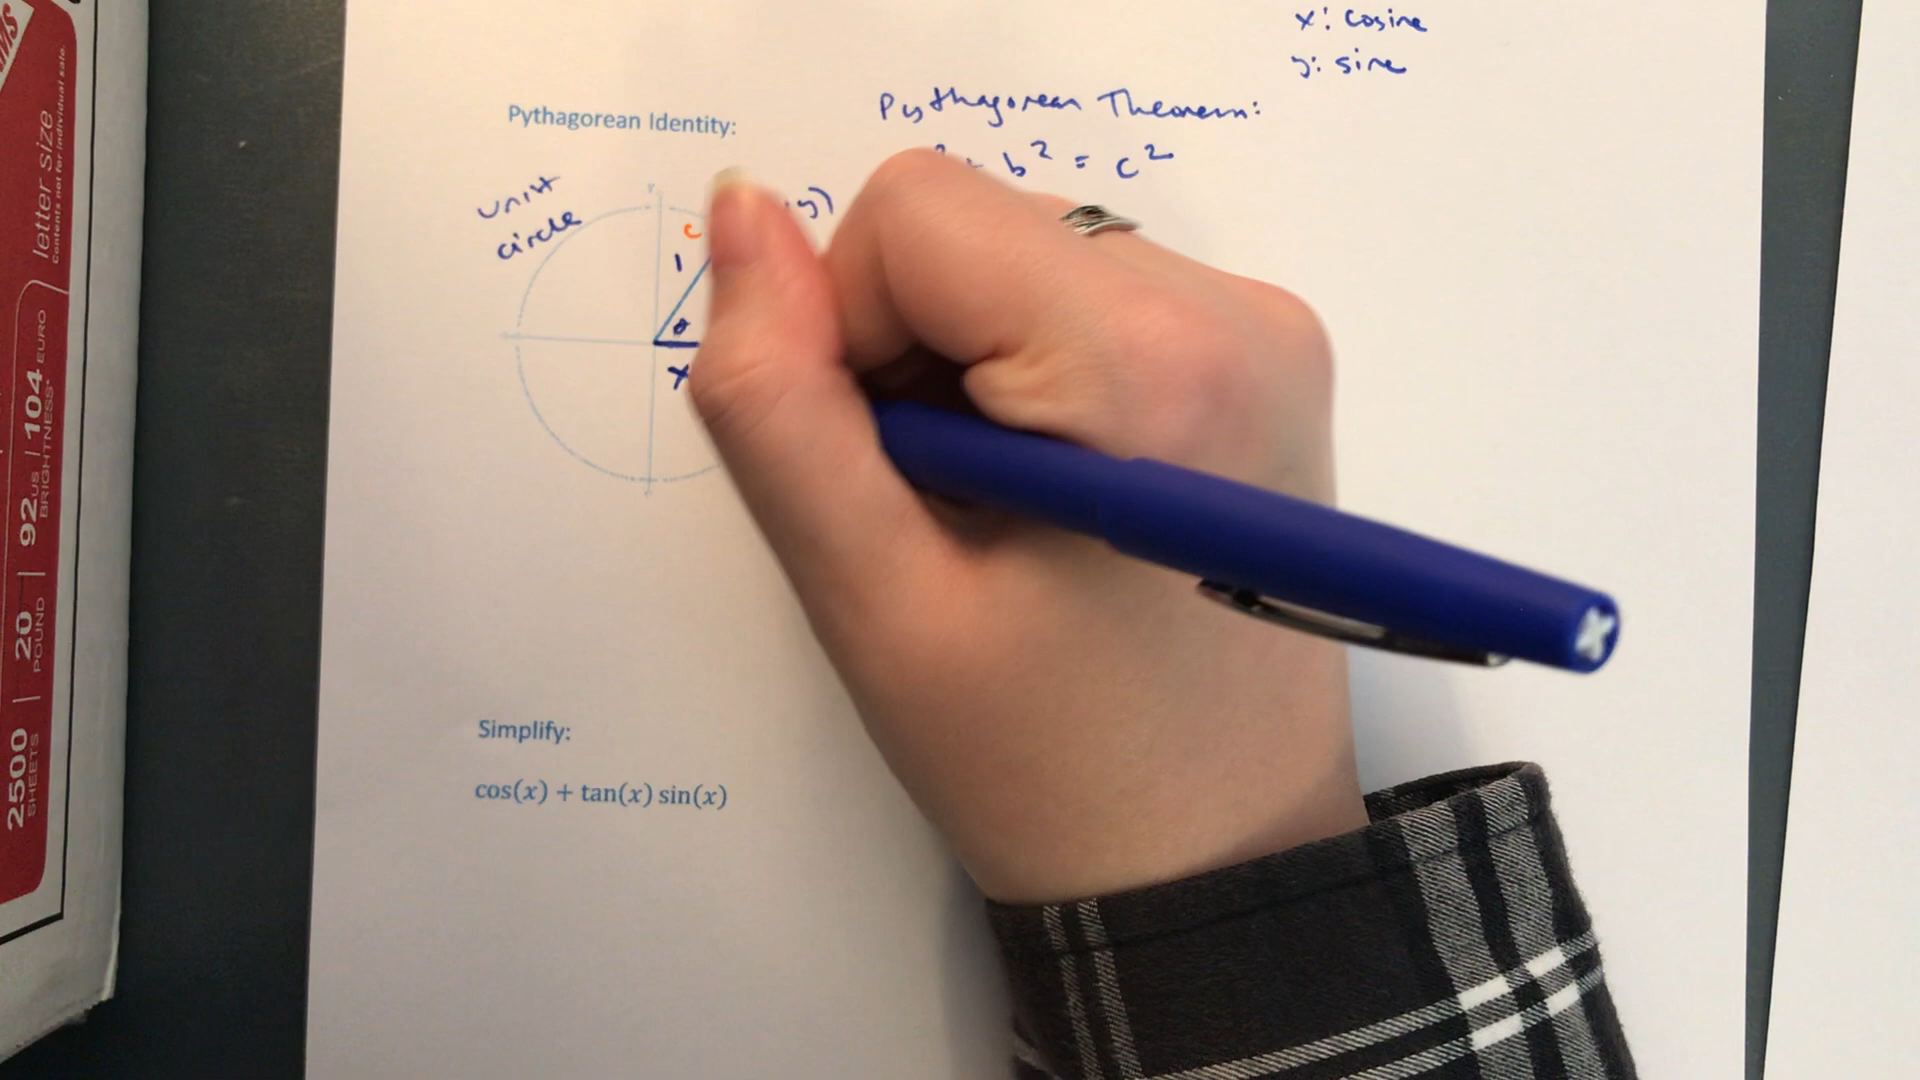 x: cosine
y: sine
Pythagorean Theorem:
Pythagorean Identity:
2 + b² = c²
unit
circle
Y
y)
c
1
θ
x
Simplify:
cos(x) + tan(x) sin(x)
letter size
Contents not for individual sale.
2500 SHEETS | 20 POUND | 92 US | 104 EURO
BRIGHTNESS*